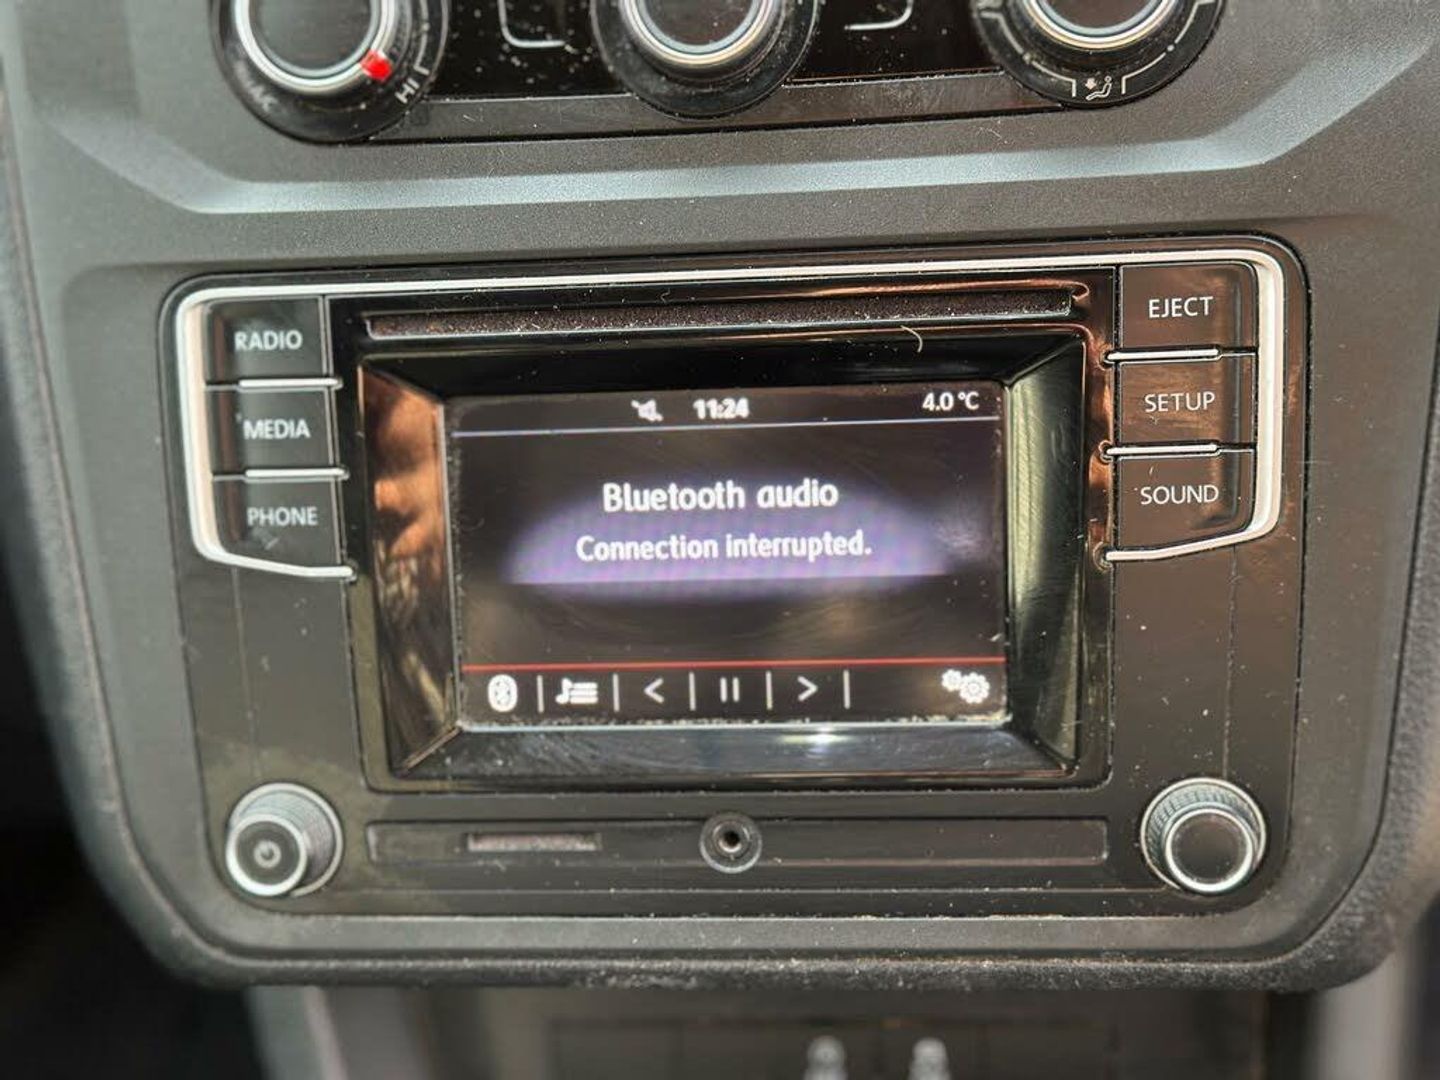 HI
RADIO
MEDIA
PHONE
EJECT
SETUP
SOUND
11:24
4.0 °C
Bluetooth audio
Connection interrupted.